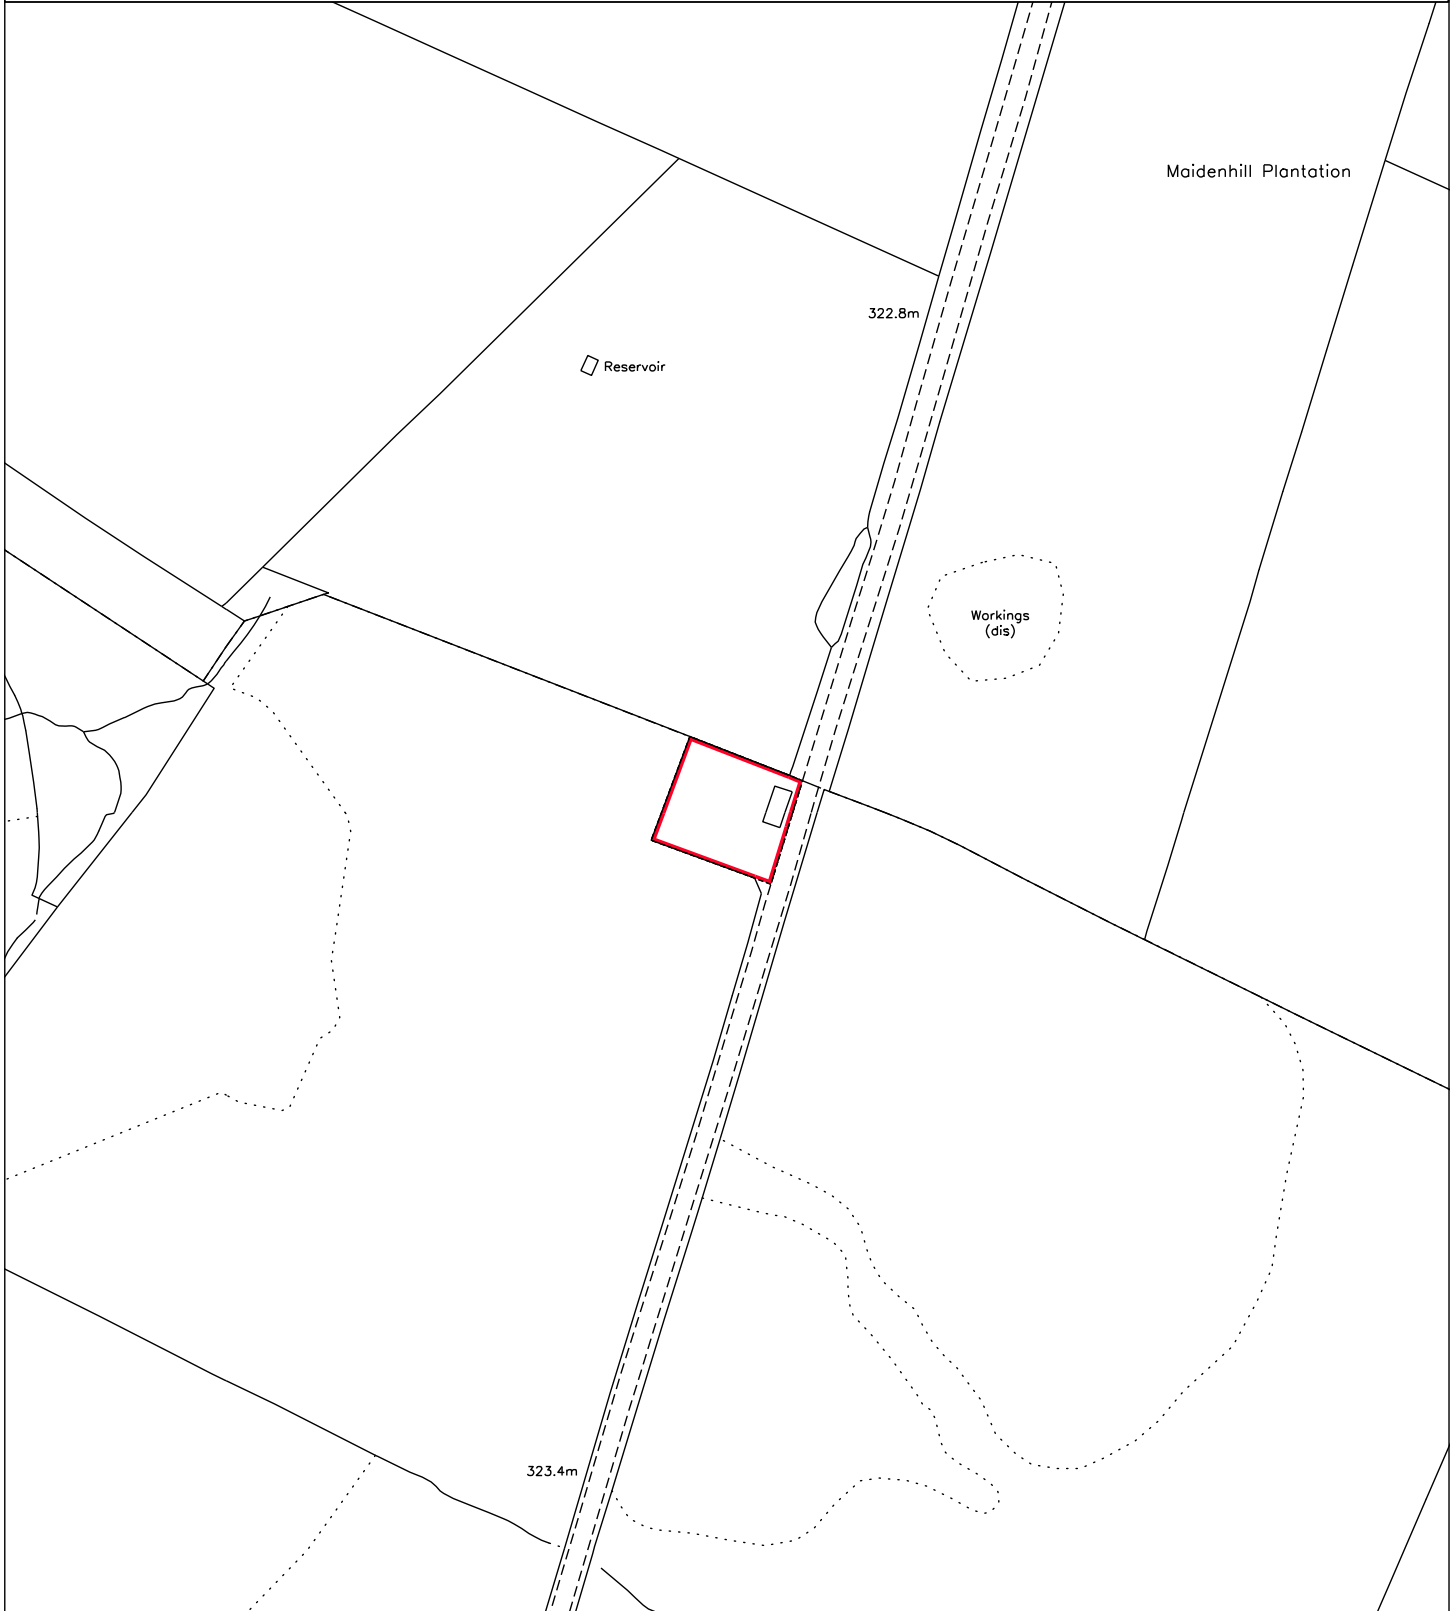 Maidenhill Plantation
322.8m
Reservoir
Workings
(dis)
323.4m